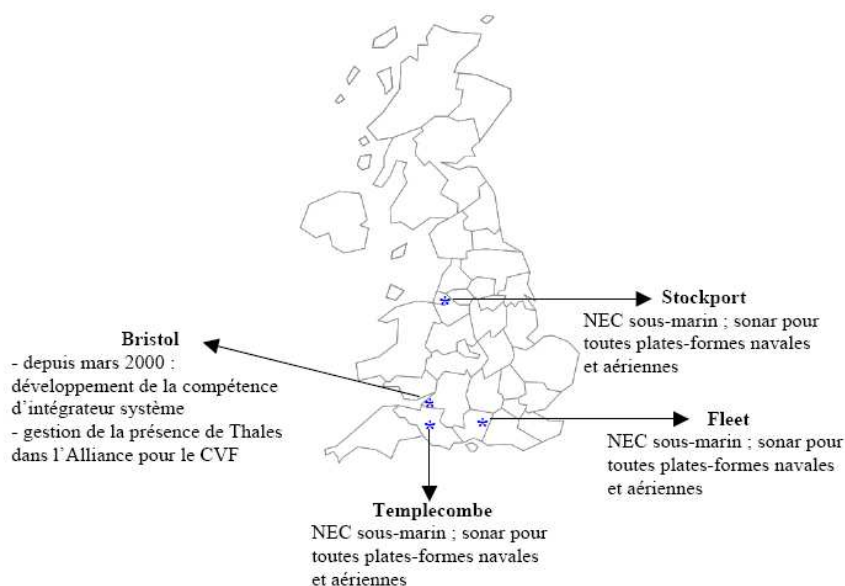 Stockport
NEC sous-marin ; sonar pour
toutes plates-formes navales
et aériennes
Bristol
- depuis mars 2000 :
développement de la compétence
d'intégrateur système
- gestion de la présence de Thales
dans l'Alliance pour le CVF
Fleet
NEC sous-marin ; sonar pour
toutes plates-formes navales
et aériennes
Templecombe
NEC sous-marin ; sonar pour
toutes plates-formes navales
et aériennes